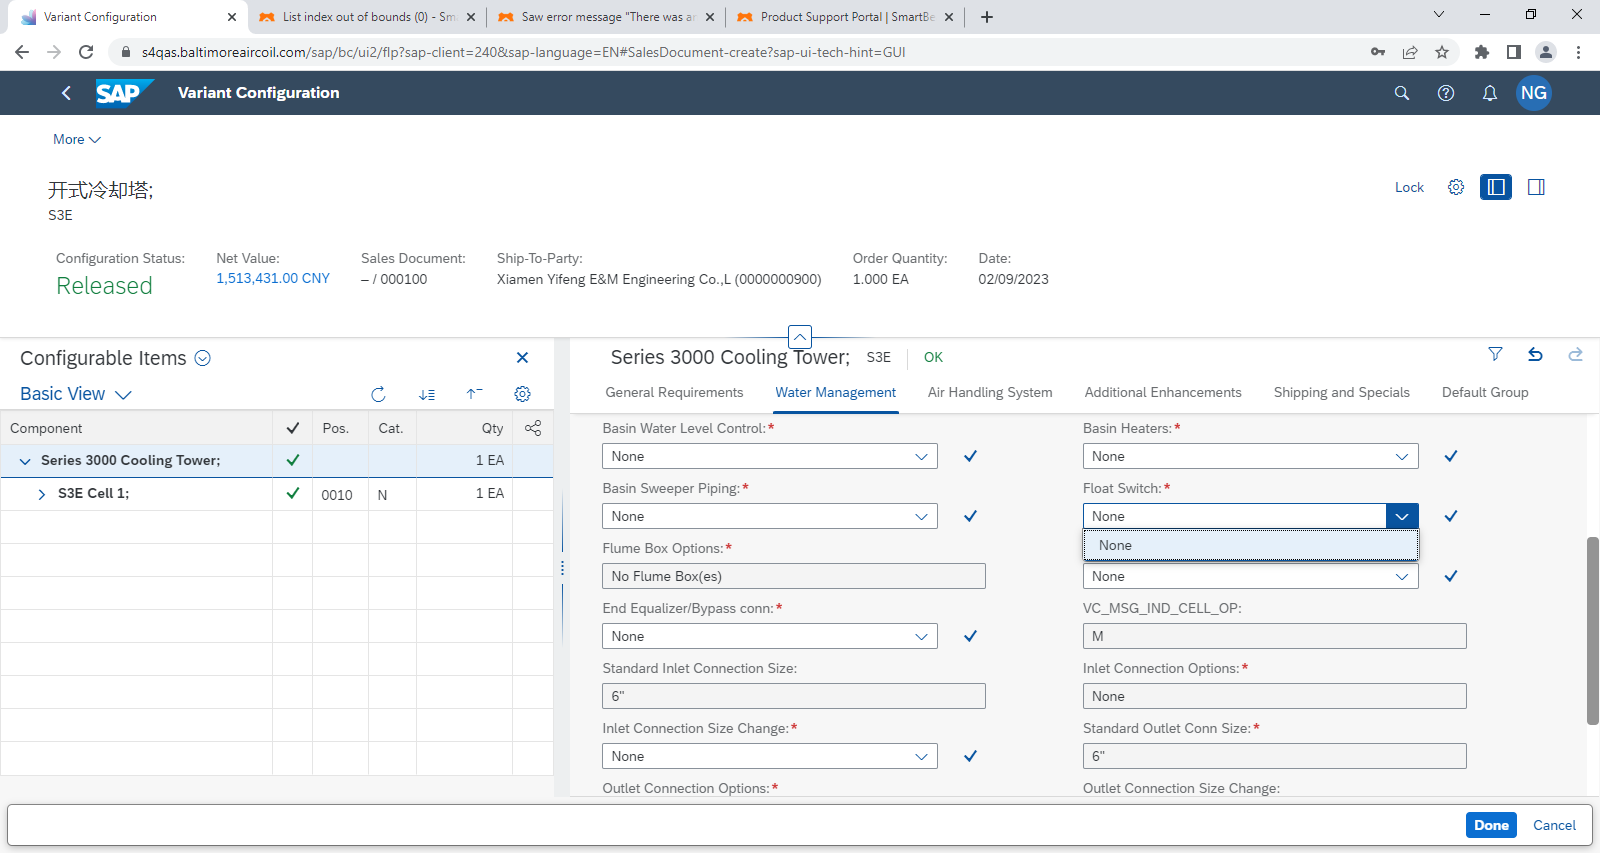 Variant Configuration
List index out of bounds (0) - Sm
Saw error message "There was ar
Product Support Portal | SmartBe
s4qas.baltimoreaircoil.com/sap/bc/ui2/flp?sap-client=240&sap-language=EN#SalesDocument-create?sap-ui-tech-hint=GUI
SAP
Variant Configuration
NG
More
开式冷却塔;
S3E
Lock
Configuration Status:
Released
Net Value:
1,513,431.00 CNY
Sales Document:
– / 000100
Ship-To-Party:
Xiamen Yifeng E&M Engineering Co.,L (0000000900)
Order Quantity:
1.000 EA
Date:
02/09/2023
Configurable Items
Basic View
Component Pos. Cat. Qty
Series 3000 Cooling Tower; 1 EA
S3E Cell 1; 0010 N 1 EA
Series 3000 Cooling Tower; S3E OK
General Requirements Water Management Air Handling System Additional Enhancements Shipping and Specials Default Group
Basin Water Level Control:*
None
Basin Heaters:*
None
Basin Sweeper Piping:*
None
Float Switch:*
None
None
Flume Box Options:*
No Flume Box(es)
None
End Equalizer/Bypass conn:*
None
VC_MSG_IND_CELL_OP:
M
Standard Inlet Connection Size:
6"
Inlet Connection Options:*
None
Inlet Connection Size Change:*
None
Standard Outlet Conn Size:*
6"
Outlet Connection Options:*
Outlet Connection Size Change:
Done Cancel